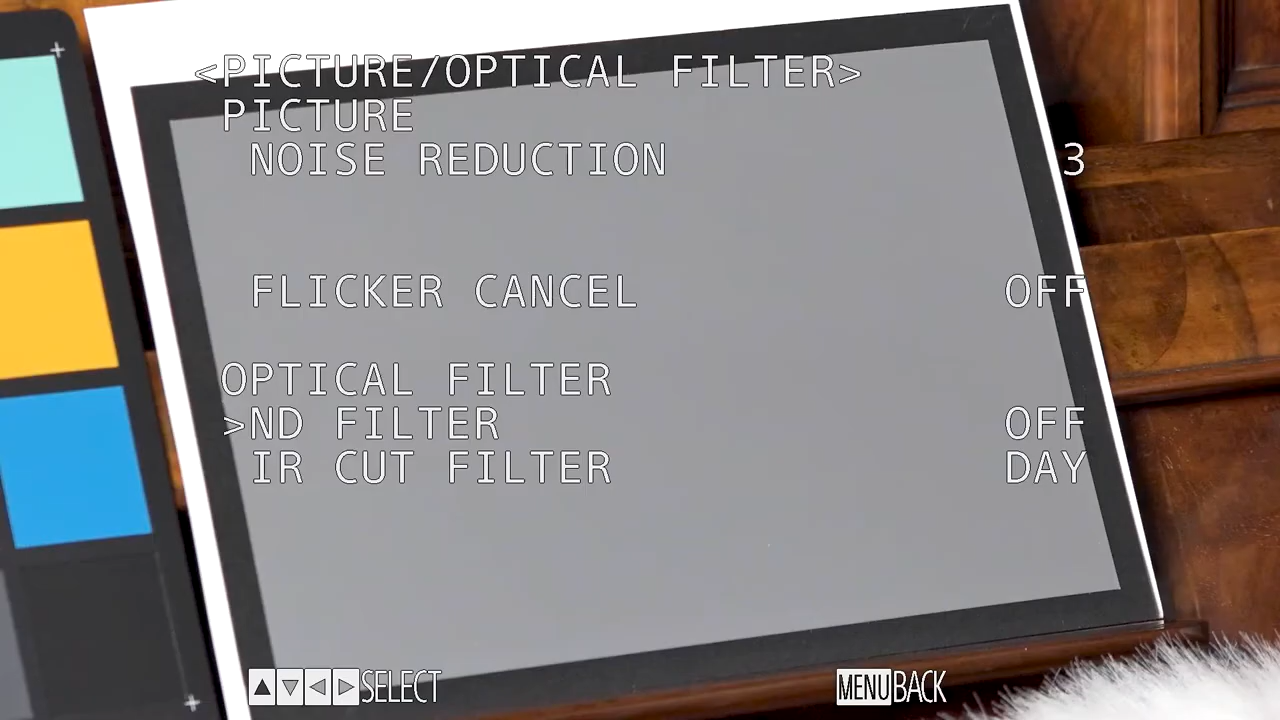 <PICTURE/OPTICAL FILTER>
PICTURE
NOISE REDUCTION 3
FLICKER CANCEL OFF
OPTICAL FILTER
>ND FILTER OFF
IR CUT FILTER DAY
▲▽◁▷SELECT MENU BACK